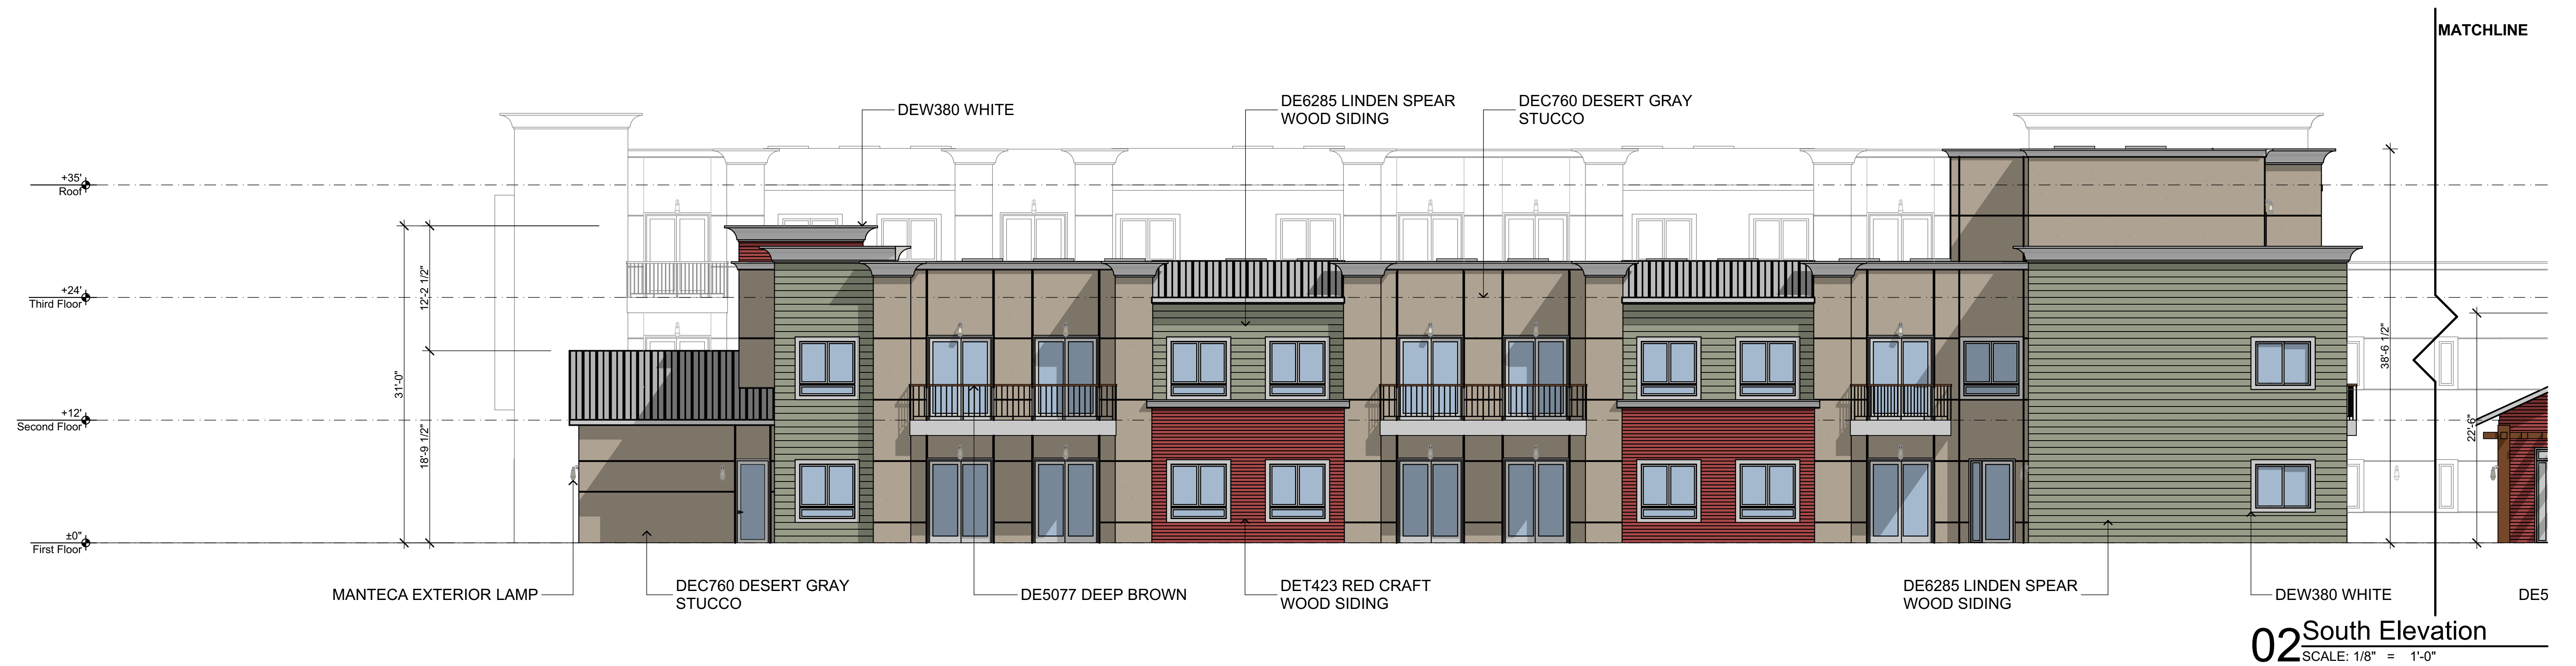 MATCHLINE
DEW380 WHITE
DE6285 LINDEN SPEAR
WOOD SIDING
DEC760 DESERT GRAY
STUCCO
+35'
Roof
+24'
Third Floor
+12'
Second Floor
±0"
First Floor
31'-0"
12'-2 1/2"
18'-9 1/2"
38'-6 1/2"
22'-6"
MANTECA EXTERIOR LAMP
DEC760 DESERT GRAY
STUCCO
DE5077 DEEP BROWN
DET423 RED CRAFT
WOOD SIDING
DE6285 LINDEN SPEAR
WOOD SIDING
DEW380 WHITE
DE5
02 South Elevation
SCALE: 1/8" = 1'-0"